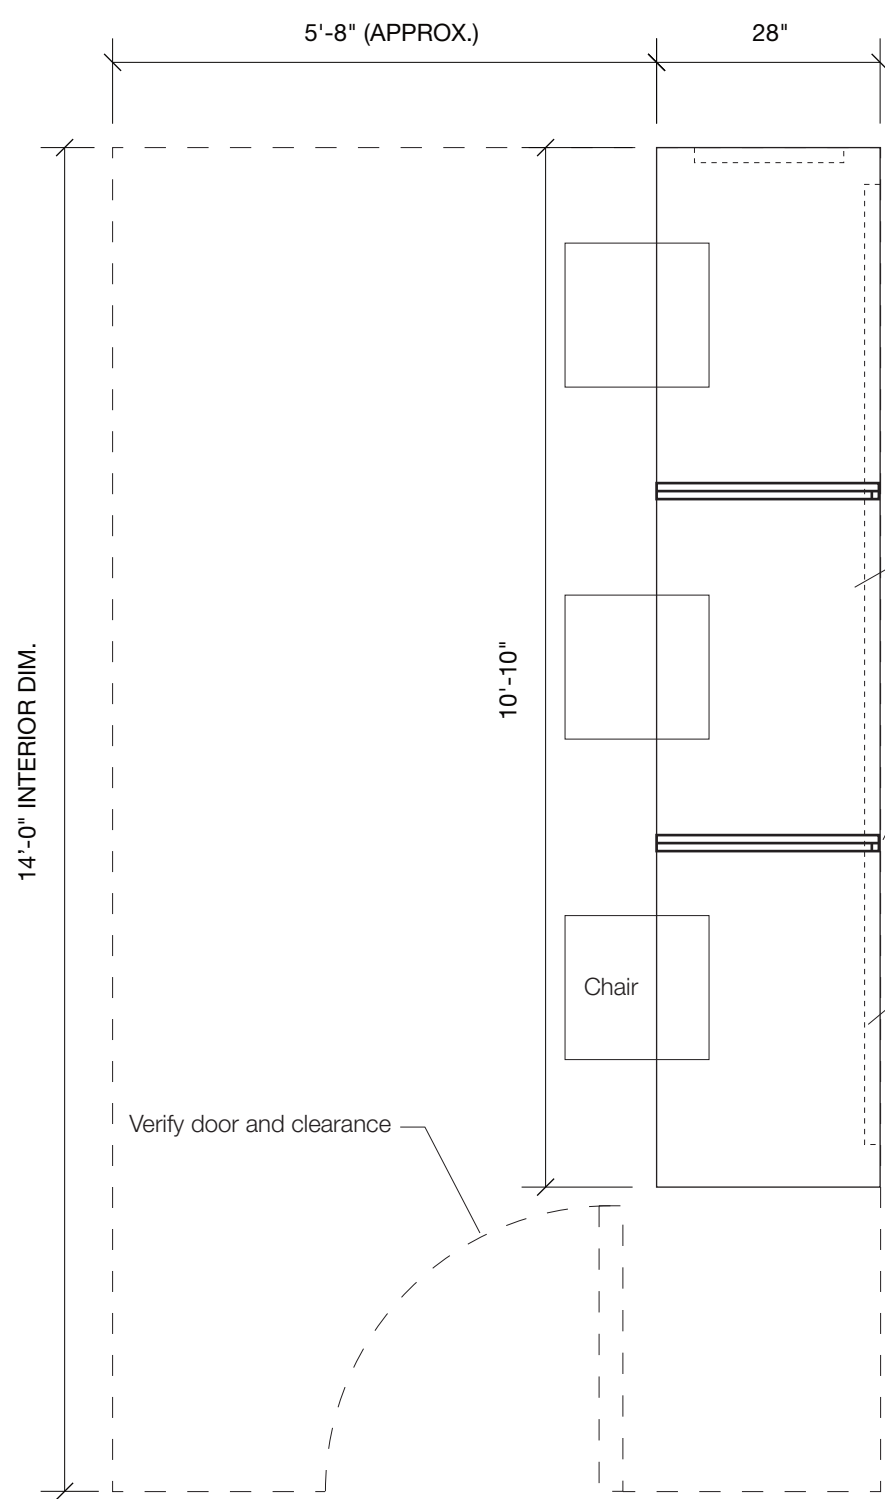 5'-8" (APPROX.)
28"
14’-0" INTERIOR DIM.
10'-10"
Chair
Verify door and clearance